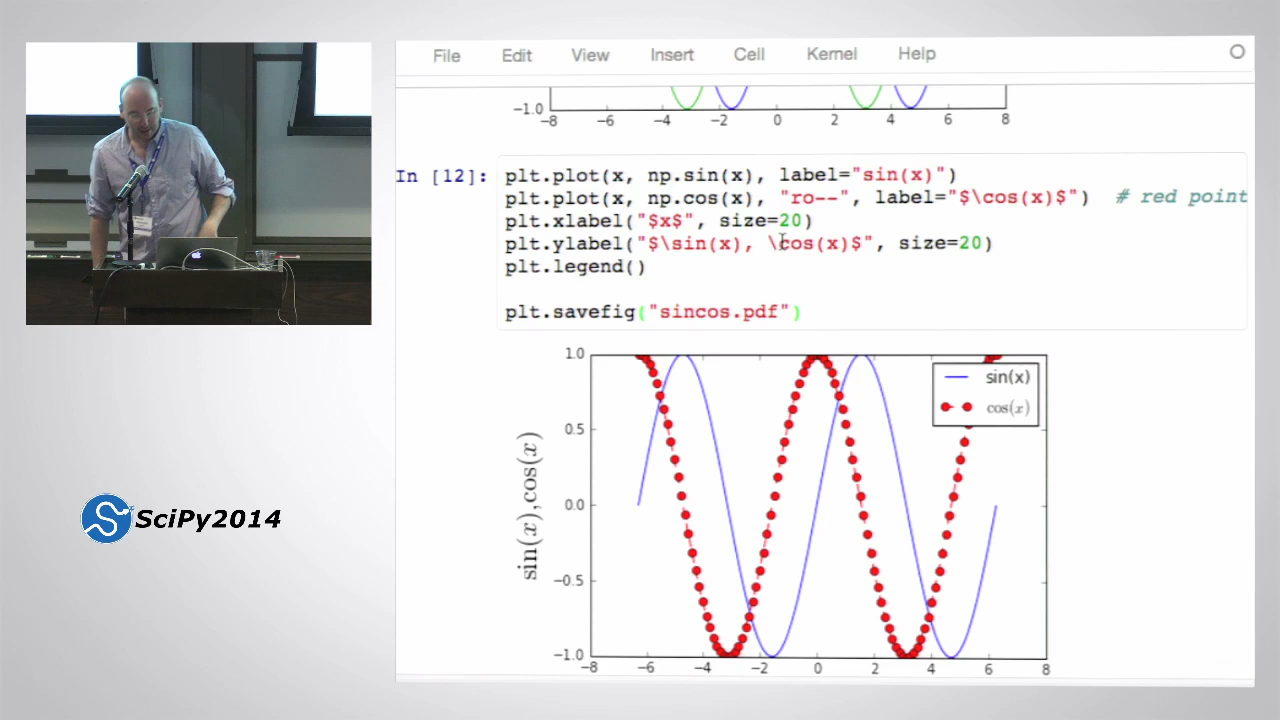 File Edit View Insert Cell Kernel Help
−1.0
−8 −6 −4 −2 0 2 4 6 8
In [12]:
plt.plot(x, np.sin(x), label="sin(x)")
plt.plot(x, np.cos(x), "ro--", label="$\cos(x)$") # red point
plt.xlabel("$x$", size=20)
plt.ylabel("$\sin(x), \cos(x)$", size=20)
plt.legend()
plt.savefig("sincos.pdf")
1.0
0.5
0.0
−0.5
−1.0
sin(x),cos(x)
sin(x)
cos(x)
−8 −6 −4 −2 0 2 4 6 8
SciPy2014